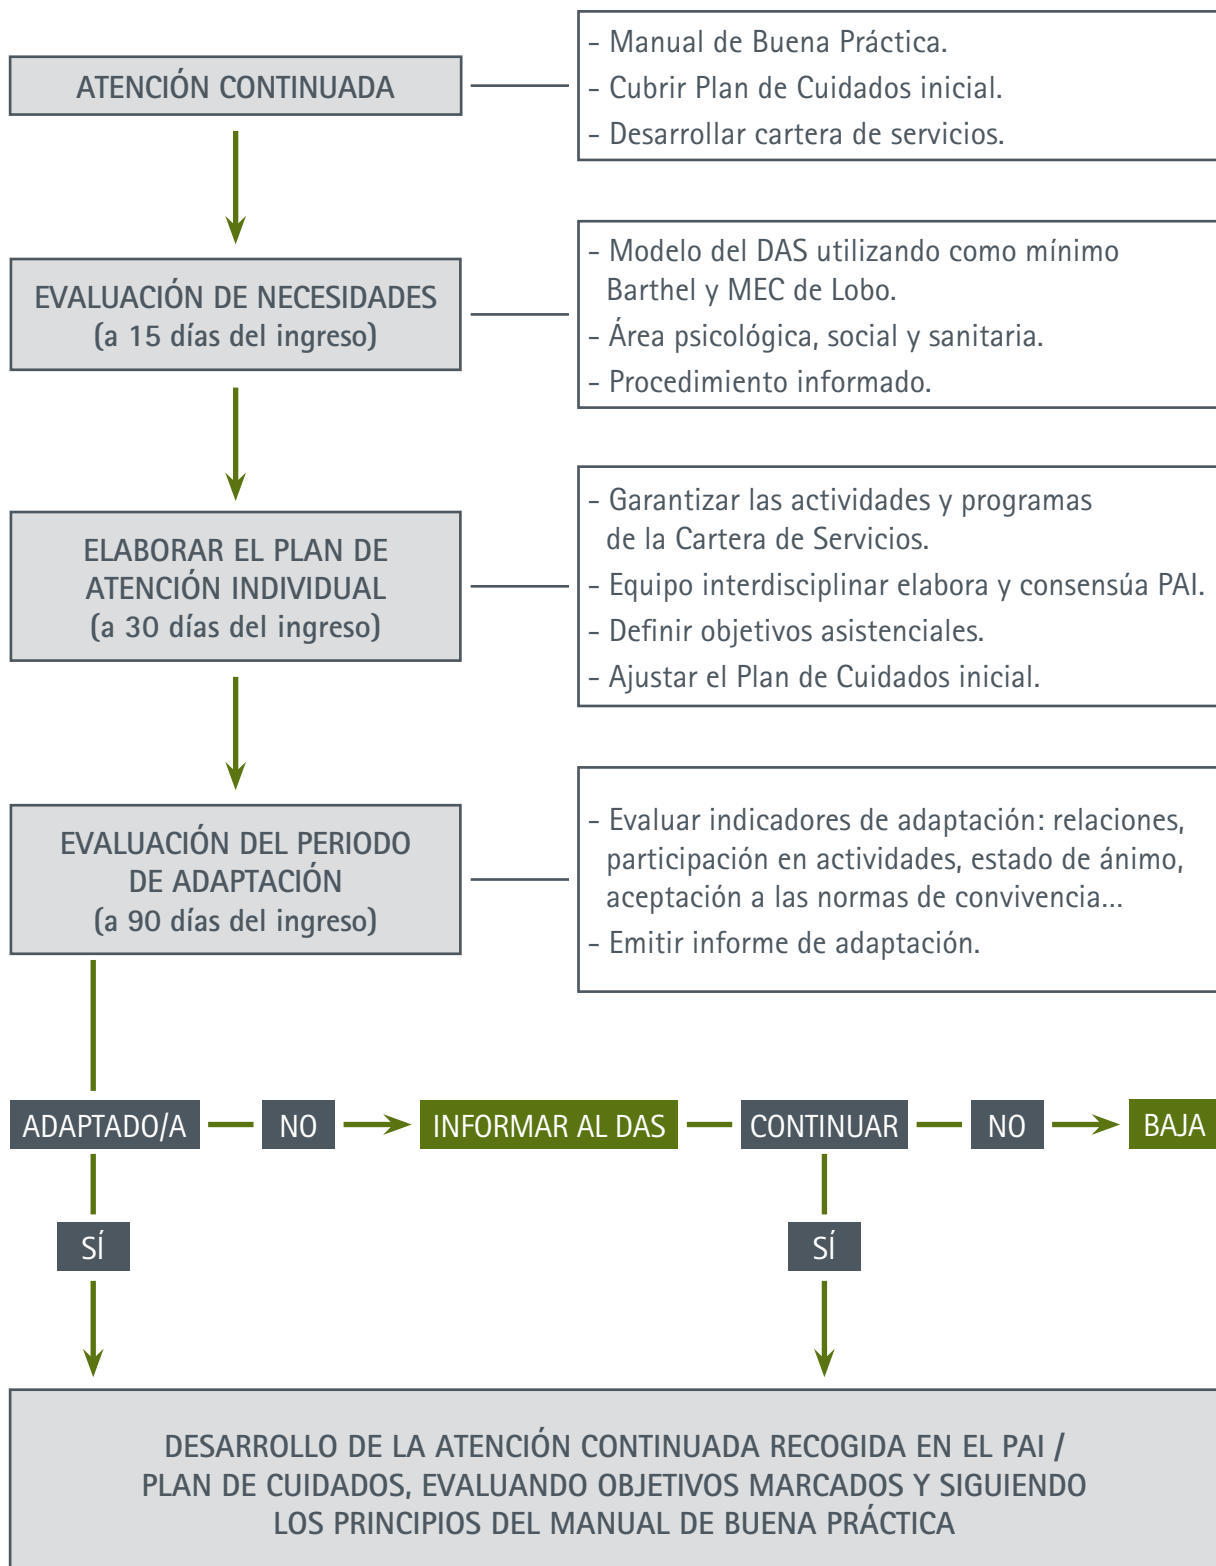 ATENCIÓN CONTINUADA
- Manual de Buena Práctica.
- Cubrir Plan de Cuidados inicial.
- Desarrollar cartera de servicios.
EVALUACIÓN DE NECESIDADES
(a 15 días del ingreso)
- Modelo del DAS utilizando como mínimo
Barthel y MEC de Lobo.
- Área psicológica, social y sanitaria.
- Procedimiento informado.
ELABORAR EL PLAN DE
ATENCIÓN INDIVIDUAL
(a 30 días del ingreso)
- Garantizar las actividades y programas
de la Cartera de Servicios.
- Equipo interdisciplinar elabora y consensúa PAI.
- Definir objetivos asistenciales.
- Ajustar el Plan de Cuidados inicial.
EVALUACIÓN DEL PERIODO
DE ADAPTACIÓN
(a 90 días del ingreso)
- Evaluar indicadores de adaptación: relaciones,
participación en actividades, estado de ánimo,
aceptación a las normas de convivencia...
- Emitir informe de adaptación.
ADAPTADO/A
NO
INFORMAR AL DAS
CONTINUAR
NO
BAJA
SÍ
SÍ
DESARROLLO DE LA ATENCIÓN CONTINUADA RECOGIDA EN EL PAI /
PLAN DE CUIDADOS, EVALUANDO OBJETIVOS MARCADOS Y SIGUIENDO
LOS PRINCIPIOS DEL MANUAL DE BUENA PRÁCTICA